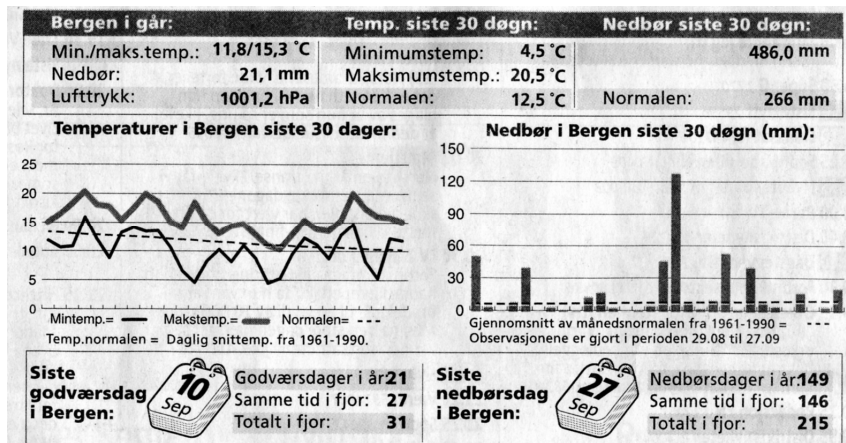 Bergen i går: Temp. siste 30 døgn: Nedbør siste 30 døgn:
Min./maks.temp.: 11,8/15,3 °C Minimumstemp: 4,5 °C 486,0 mm
Nedbør: 21,1 mm Maksimumstemp.: 20,5 °C
Lufttrykk: 1001,2 hPa Normalen: 12,5 °C Normalen: 266 mm
Temperaturer i Bergen siste 30 dager:
25
20
15
10
5
0
Mintemp.= Makstemp.= Normalen=
Temp.normalen = Daglig snittemp. fra 1961-1990.
Nedbør i Bergen siste 30 døgn (mm):
150
120
90
60
30
0
Gjennomsnitt av månedsnormalen fra 1961-1990 =
Observasjonene er gjort i perioden 29.08 til 27.09
Siste
godværsdag
i Bergen:
10
Sep
Godværsdager i år: 21
Samme tid i fjor: 27
Totalt i fjor: 31
Siste
nedbørsdag
i Bergen:
27
Sep
Nedbørsdager i år: 149
Samme tid i fjor: 146
Totalt i fjor: 215